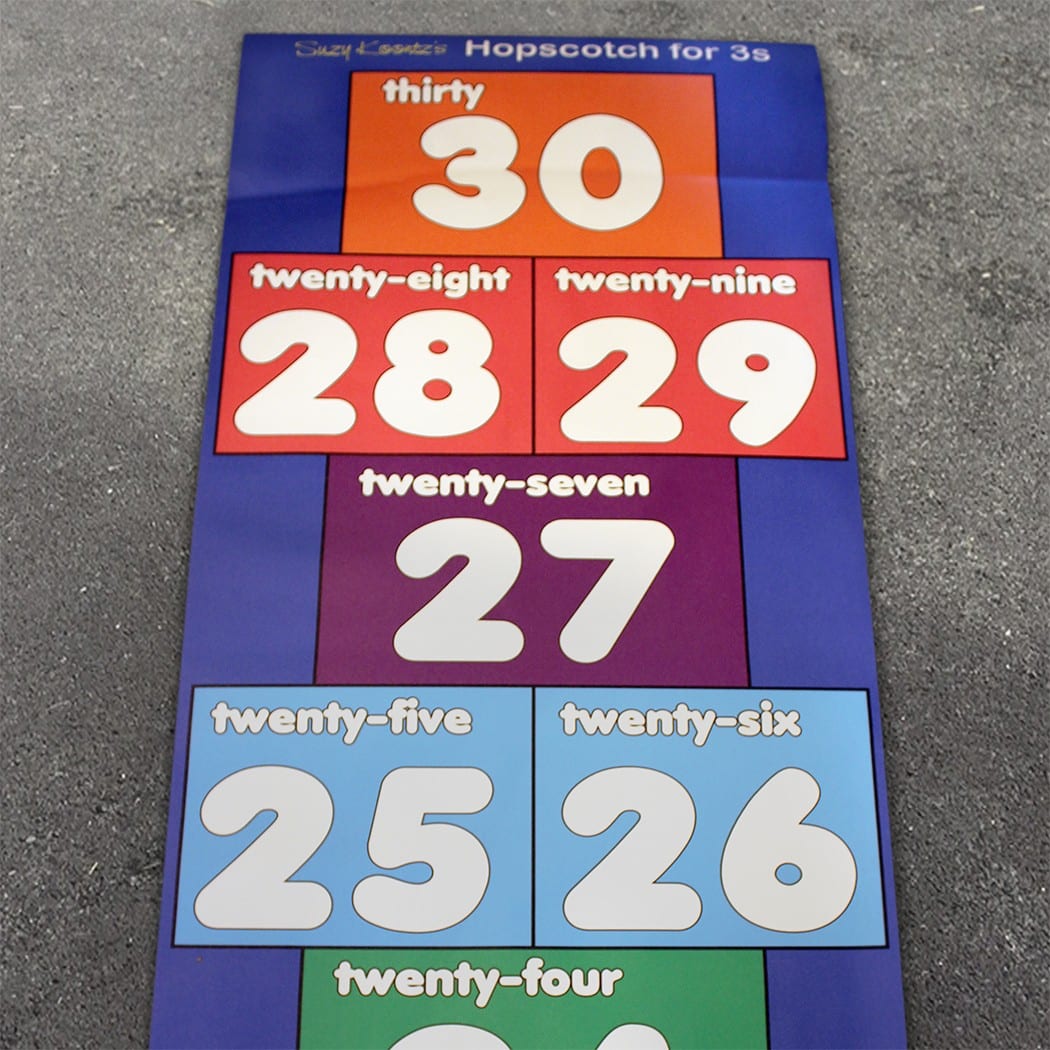 Suzy Koontz's Hopscotch for 3s
thirty
30
twenty-eight twenty-nine
28 29
twenty-seven
27
twenty-five twenty-six
25 26
twenty-four